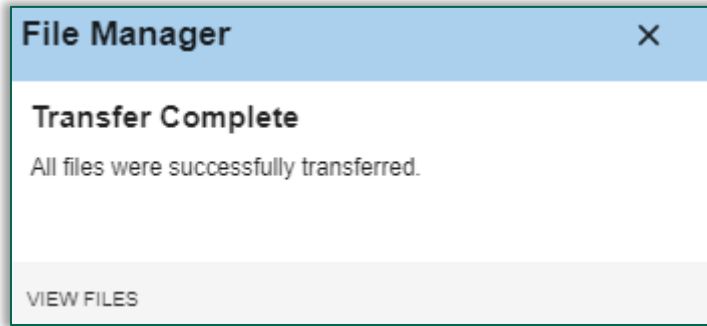 File Manager
Transfer Complete
All files were successfully transferred.
VIEW FILES